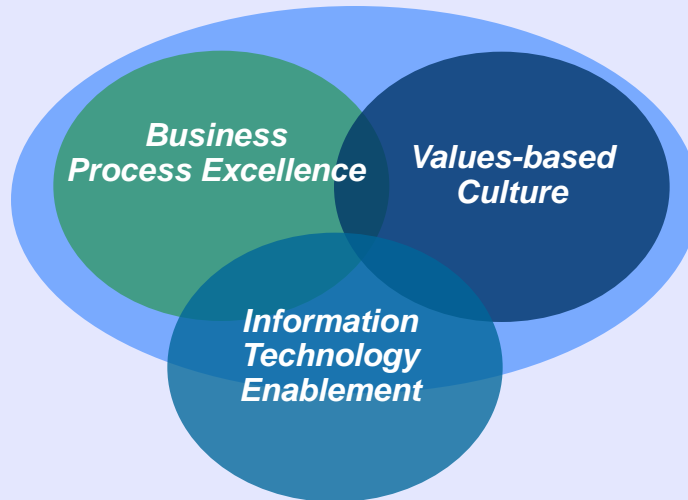 Business
Process Excellence
Values-based
Culture
Information
Technology
Enablement